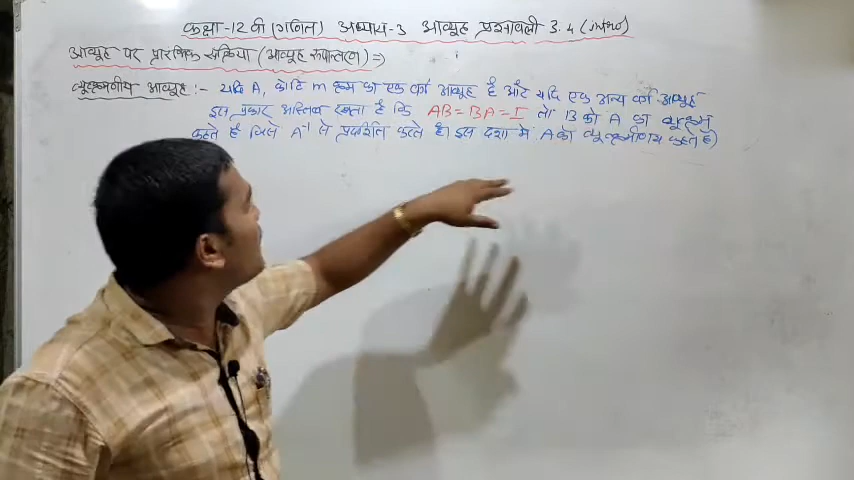 कक्षा-12 वी (गणित) अध्याय-3 आव्यूह प्रश्नावली 3.4 (intro)
आव्यूह पर प्रारंभिक संक्रिया (आव्यूह रूपान्तरण) =>
व्युत्क्रमणीय आव्यूह :- यदि A, कोटि m क्रम का एक वर्ग आव्यूह है और यदि एक अन्य वर्ग आव्यूह
इस प्रकार अस्तित्व रखता है कि AB = BA = I तो B को A का व्युत्क्रम
कहते हैं जिसे A⁻¹ से प्रदर्शित करते हैं। इस दशा में A को व्युत्क्रमणीय कहते हैं)